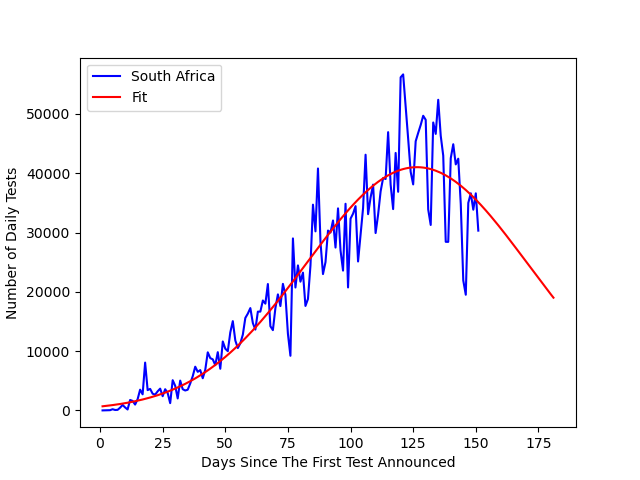 South Africa
Fit
Number of Daily Tests
50000
40000
30000
20000
10000
0
0 25 50 75 100 125 150 175
Days Since The First Test Announced